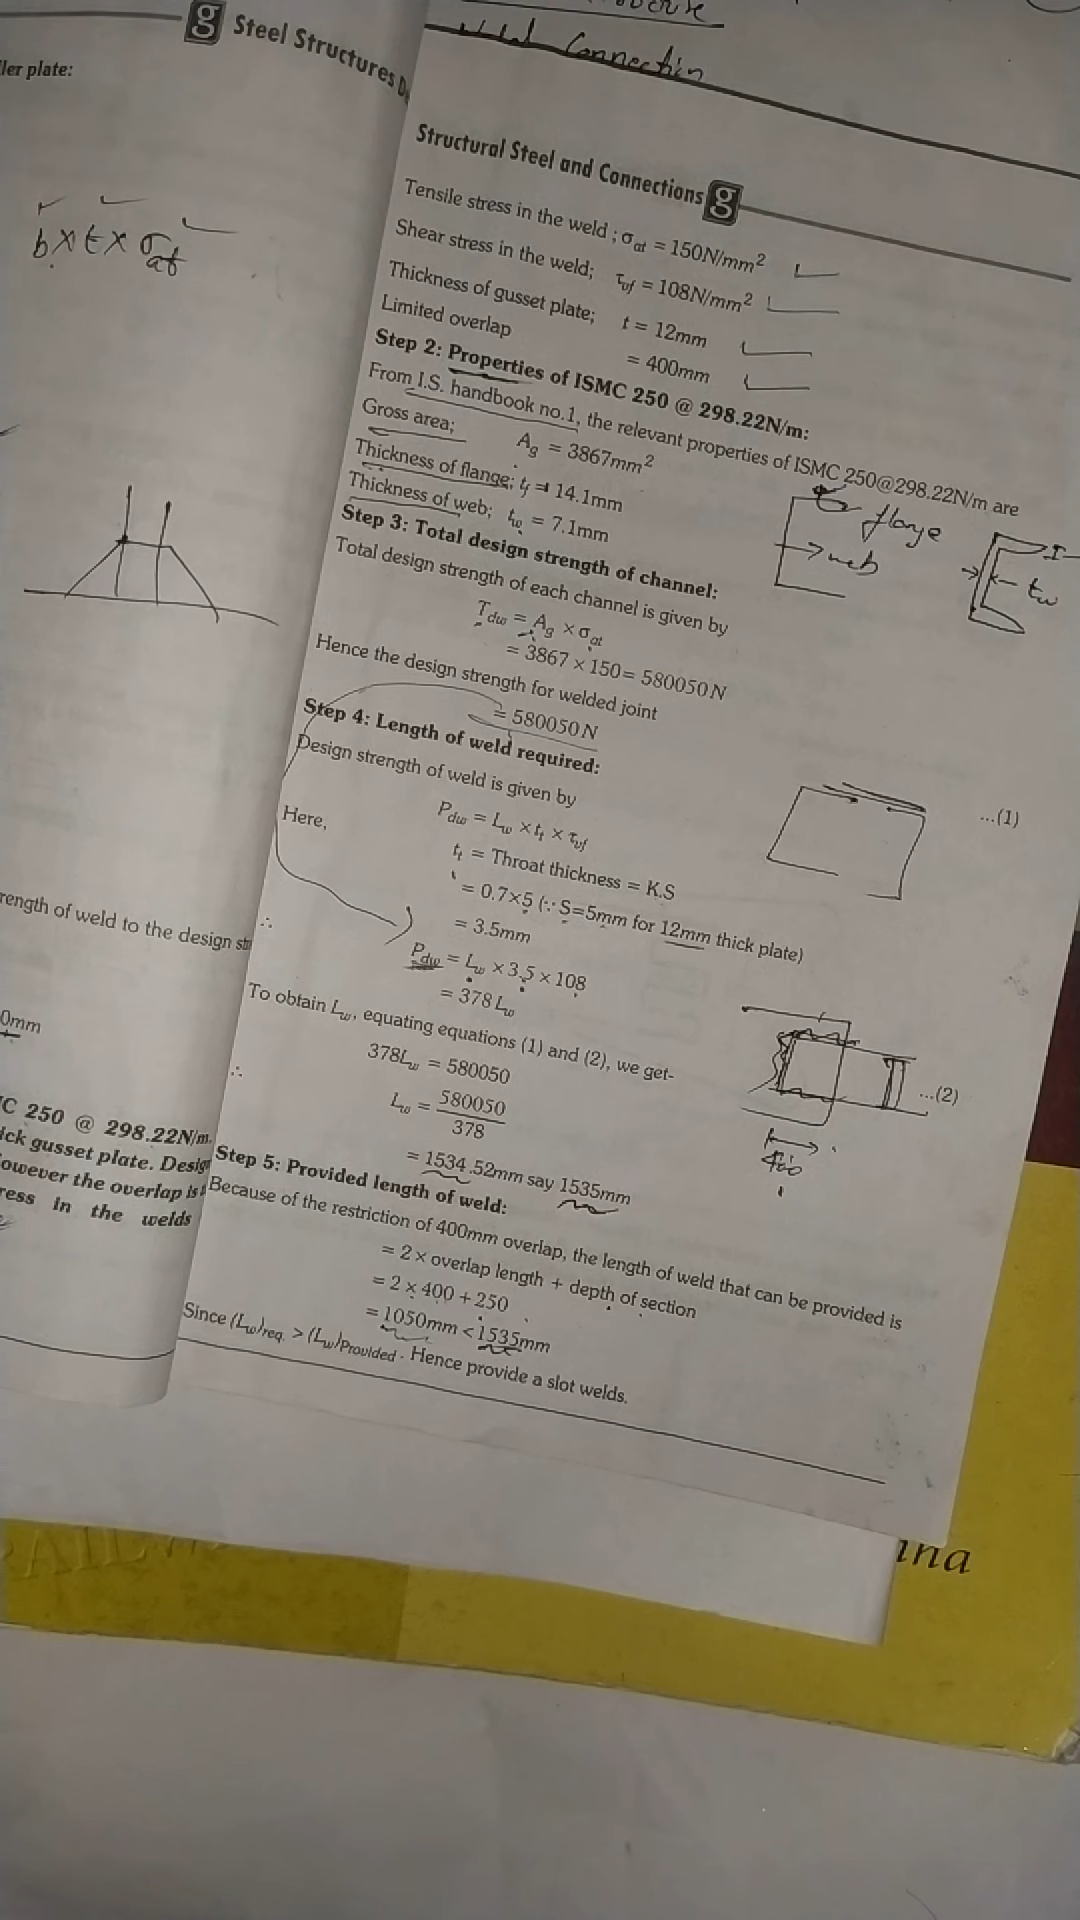 g Steel Structures
ller plate:
b × t × σat
rength of weld to the design st
0mm
C 250 @ 298.22N/m.
ick gusset plate. Desig
owever the overlap is
ress in the welds
Connection
Structural Steel and Connections g
Tensile stress in the weld ; σat = 150N/mm²
Shear stress in the weld; τvf = 108N/mm²
Thickness of gusset plate; t = 12mm
Limited overlap = 400mm
Step 2: Properties of ISMC 250 @ 298.22N/m:
From I.S. handbook no.1, the relevant properties of ISMC 250@298.22N/m are
Gross area; Ag = 3867mm²
Thickness of flange; tf = 14.1mm
Thickness of web; tw = 7.1mm
flange
web
tw
Step 3: Total design strength of channel:
Total design strength of each channel is given by
Tdw = Ag × σat
= 3867 × 150 = 580050N
Hence the design strength for welded joint
= 580050N
...(1)
Step 4: Length of weld required:
Design strength of weld is given by
Pdw = Lw × tt × τvf
Here,
tt = Throat thickness = K.S
= 0.7×5 (∵ S=5mm for 12mm thick plate)
= 3.5mm
∴ Pdw = Lw × 3.5 × 108
= 378 Lw
...(2)
To obtain Lw, equating equations (1) and (2), we get-
378Lw = 580050
∴ Lw = 580050
378
= 1534.52mm say 1535mm
400
Step 5: Provided length of weld:
Because of the restriction of 400mm overlap, the length of weld that can be provided is
= 2 × overlap length + depth of section
= 2 × 400 + 250
= 1050mm < 1535mm
Since (Lw)req. > (Lw)Provided. Hence provide a slot welds.
ina